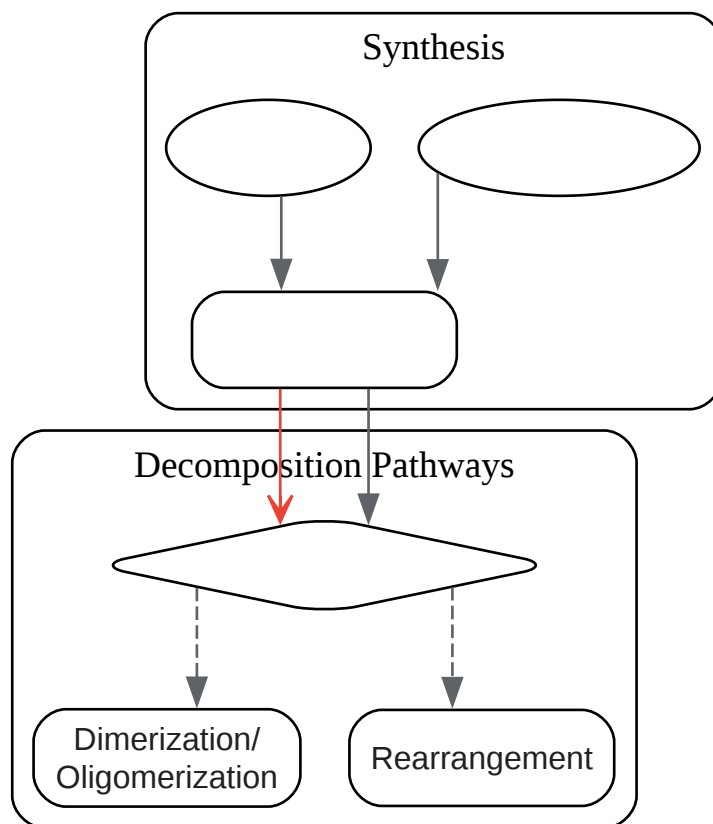 Synthesis
Decomposition Pathways
Dimerization/
Oligomerization
Rearrangement